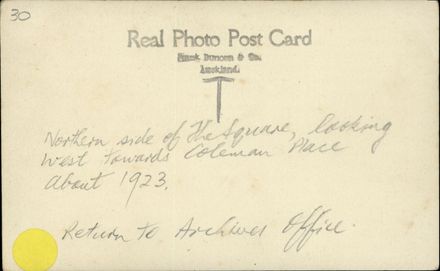 30
Real Photo Post Card
Frank Duncan & Co.
Auckland.
Northern side of The Square, looking
West towards Coleman Place
About 1923.
Return to Archives Office.